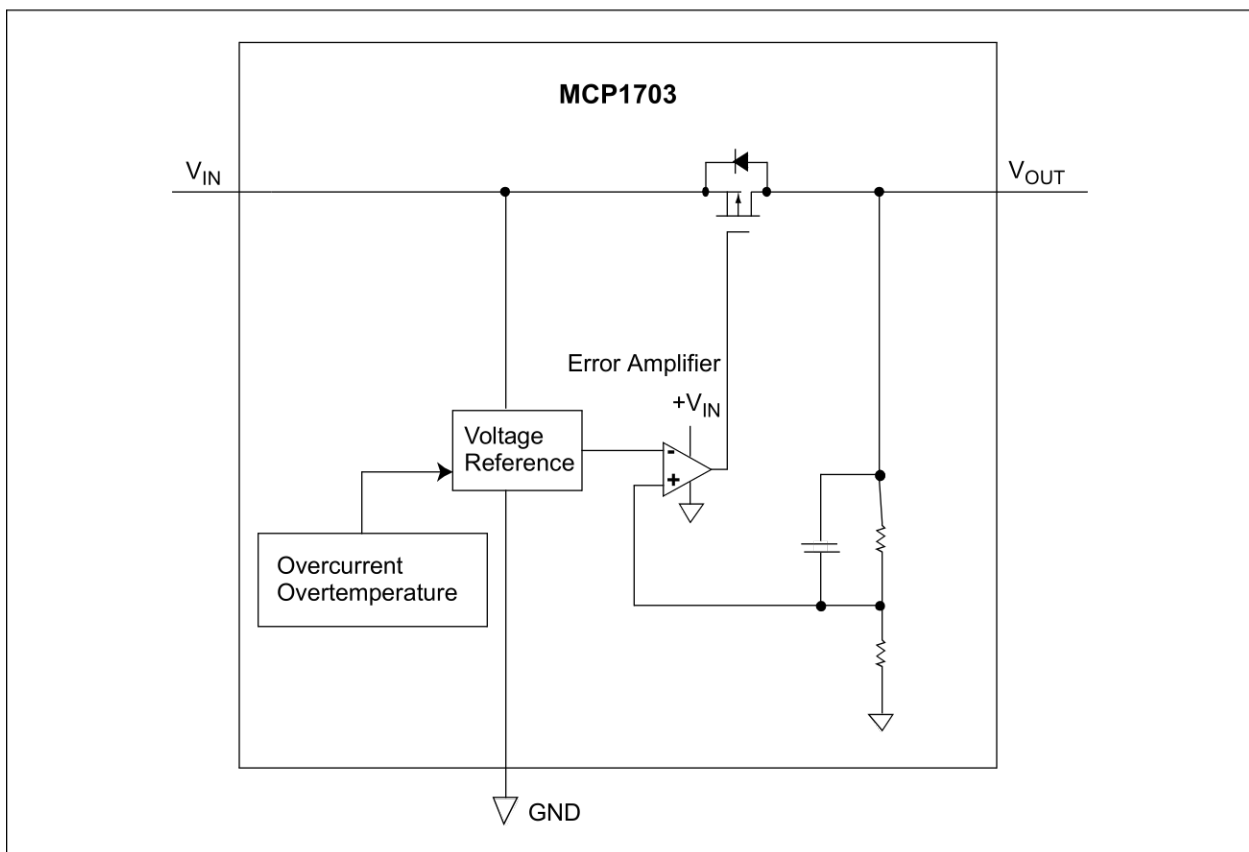 MCP1703
VIN
VOUT
Error Amplifier
+VIN
Voltage
Reference
-
+
Overcurrent
Overtemperature
GND